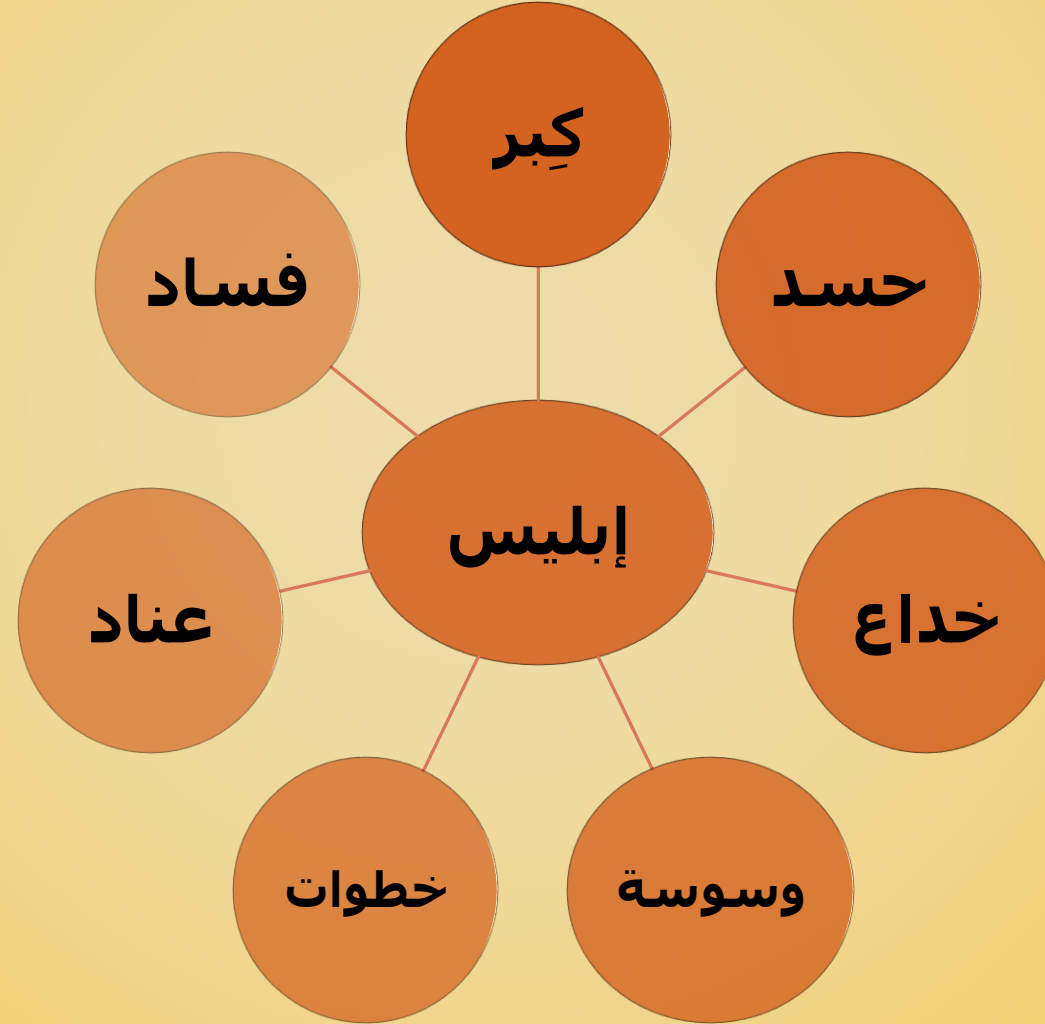 كِبر
حسد
فساد
إبليس
خداع
عناد
وسوسة
خطوات